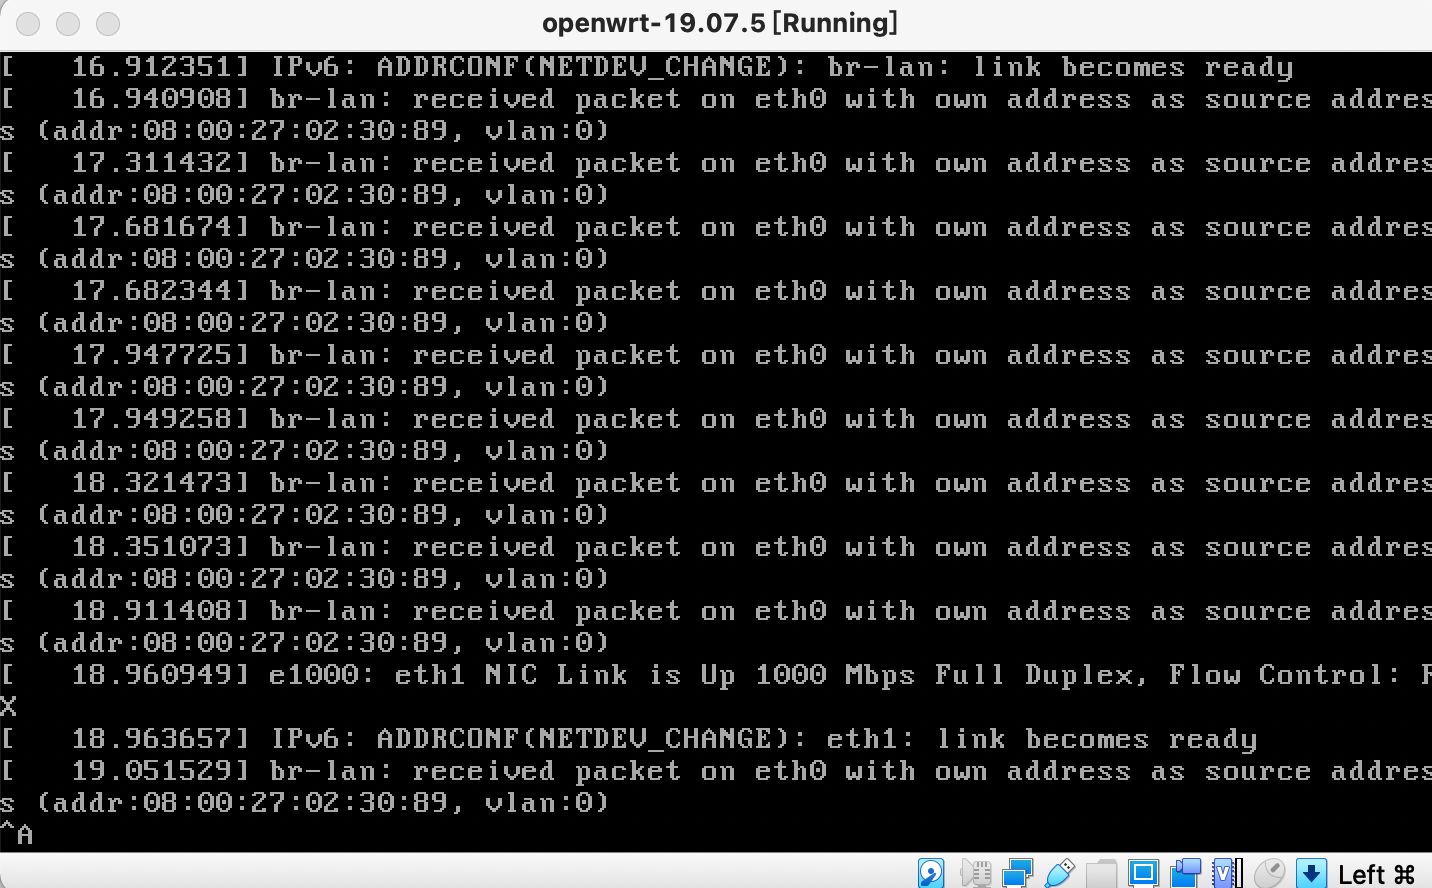 openwrt-19.07.5 [Running]
[   16.912351] IPv6: ADDRCONF(NETDEV_CHANGE): br-lan: link becomes ready
[   16.940908] br-lan: received packet on eth0 with own address as source addres
s (addr:08:00:27:02:30:89, vlan:0)
[   17.311432] br-lan: received packet on eth0 with own address as source addres
s (addr:08:00:27:02:30:89, vlan:0)
[   17.681674] br-lan: received packet on eth0 with own address as source addres
s (addr:08:00:27:02:30:89, vlan:0)
[   17.682344] br-lan: received packet on eth0 with own address as source addres
s (addr:08:00:27:02:30:89, vlan:0)
[   17.947725] br-lan: received packet on eth0 with own address as source addres
s (addr:08:00:27:02:30:89, vlan:0)
[   17.949258] br-lan: received packet on eth0 with own address as source addres
s (addr:08:00:27:02:30:89, vlan:0)
[   18.321473] br-lan: received packet on eth0 with own address as source addres
s (addr:08:00:27:02:30:89, vlan:0)
[   18.351073] br-lan: received packet on eth0 with own address as source addres
s (addr:08:00:27:02:30:89, vlan:0)
[   18.911408] br-lan: received packet on eth0 with own address as source addres
s (addr:08:00:27:02:30:89, vlan:0)
[   18.960949] e1000: eth1 NIC Link is Up 1000 Mbps Full Duplex, Flow Control: R
X
[   18.963657] IPv6: ADDRCONF(NETDEV_CHANGE): eth1: link becomes ready
[   19.051529] br-lan: received packet on eth0 with own address as source addres
s (addr:08:00:27:02:30:89, vlan:0)
^A
Left ⌘